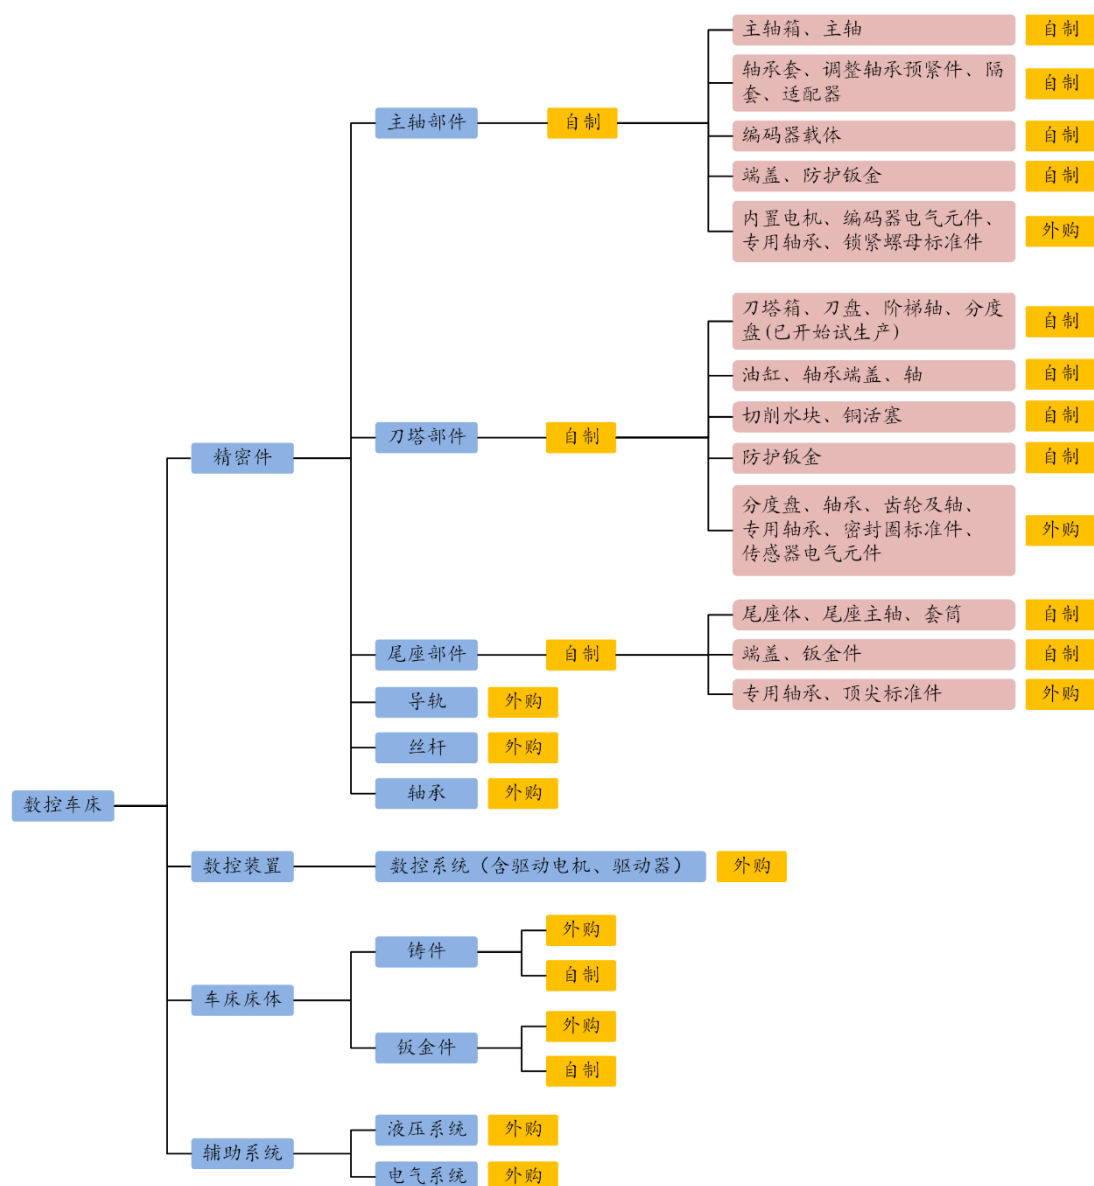 主轴箱、主轴
自制
轴承套、调整轴承预紧件、隔
套、适配器
自制
主轴部件
自制
编码器载体
自制
端盖、防护钣金
自制
内置电机、编码器电气元件、
专用轴承、锁紧螺母标准件
外购
刀塔箱、刀盘、阶梯轴、分度
盘(已开始试生产)
自制
油缸、轴承端盖、轴
自制
切削水块、铜活塞
自制
刀塔部件
自制
精密件
防护钣金
自制
分度盘、轴承、齿轮及轴、
专用轴承、密封圈标准件、
传感器电气元件
外购
尾座体、尾座主轴、套筒
自制
尾座部件
自制
端盖、钣金件
自制
专用轴承、顶尖标准件
外购
导轨
外购
丝杆
外购
轴承
外购
数控车床
数控装置
数控系统（含驱动电机、驱动器）
外购
铸件
外购
自制
车床床体
钣金件
外购
自制
辅助系统
液压系统
外购
电气系统
外购